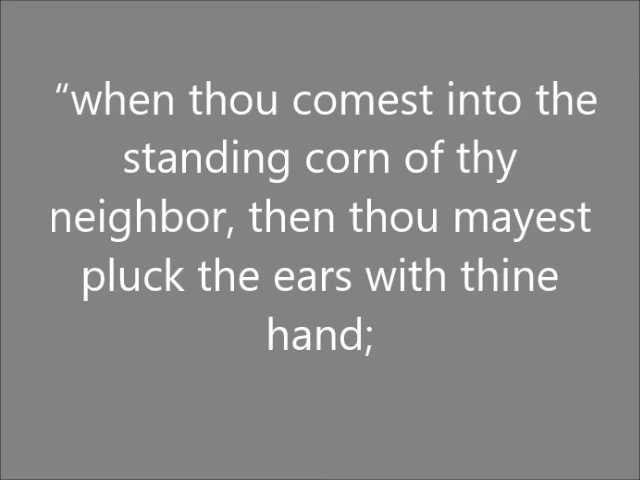 “when thou comest into the
standing corn of thy
neighbor, then thou mayest
pluck the ears with thine
hand;